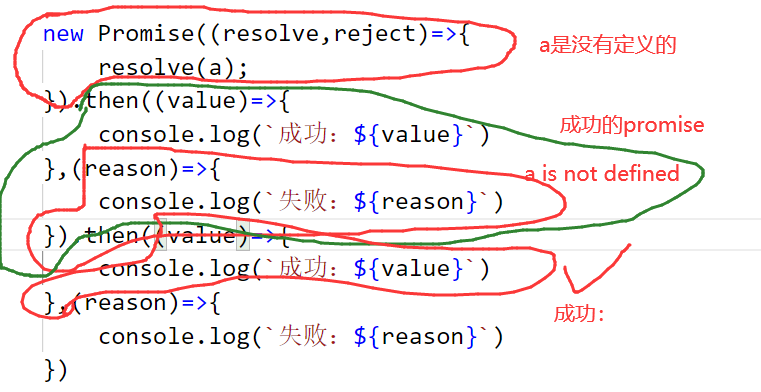 new Promise((resolve,reject)=>{
a是没有定义的
resolve(a);
}).then((value)=>{
成功的promise
console.log(`成功: ${value}`)
},(reason)=>{
a is not defined
console.log(`失败: ${reason}`)
}).then((value)=>{
console.log(`成功: ${value}`)
成功:
},(reason)=>{
console.log(`失败: ${reason}`)
})